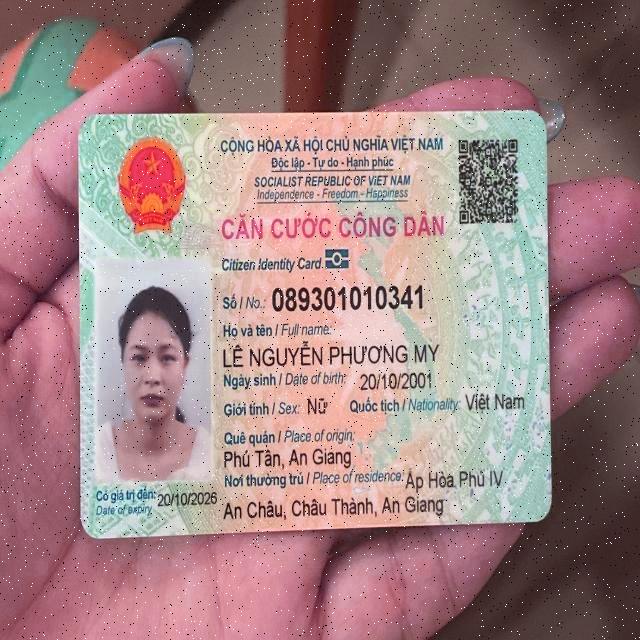 CỘNG HÒA XÃ HỘI CHỦ NGHĨA VIỆT NAM
Độc lập - Tự do - Hạnh phúc
SOCIALIST REPUBLIC OF VIET NAM
Independence - Freedom - Happiness
CĂN CƯỚC CÔNG DÂN
Citizen Identity Card
Số / No.: 089301010341
Họ và tên / Full name:
LÊ NGUYỄN PHƯƠNG MY
Ngày sinh / Date of birth: 20/10/2001
Giới tính / Sex: Nữ Quốc tịch / Nationality: Việt Nam
Quê quán / Place of origin:
Phú Tân, An Giang
Nơi thường trú / Place of residence: Ấp Hòa Phú IV
An Châu, Châu Thành, An Giang
Có giá trị đến: 20/10/2026
Date of expiry